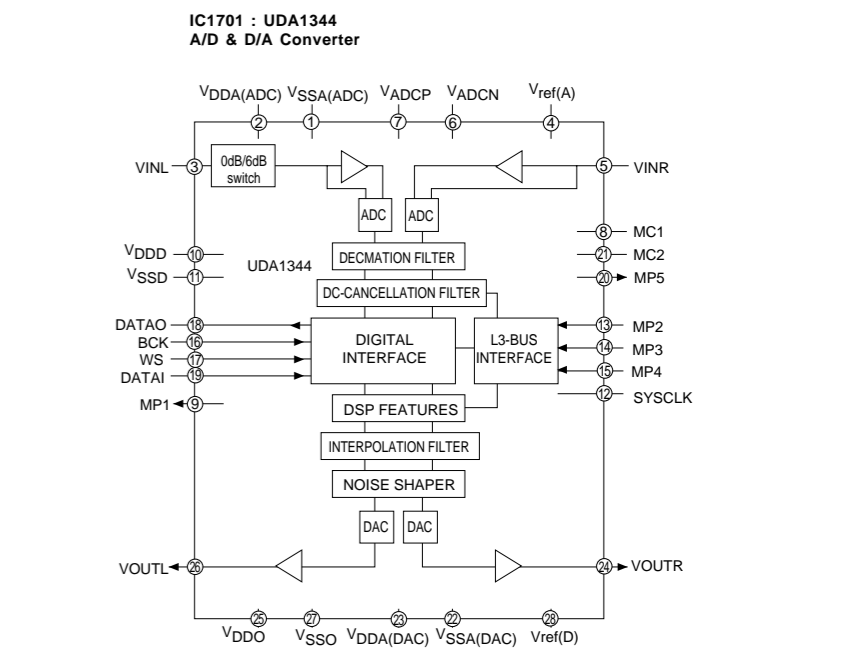 IC1701 : UDA1344
A/D & D/A Converter
VDDA(ADC) VSSA(ADC) VADCP VADCN Vref(A)
2 1 7 6 4
VINL 3 0dB/6dB
switch
5 VINR
ADC ADC
8 MC1
VDDD 10 DECMATION FILTER 21 MC2
VSSD 11 UDA1344 20 MP5
DC-CANCELLATION FILTER
DATAO 18 DIGITAL
INTERFACE
L3-BUS
INTERFACE
13 MP2
BCK 16 14 MP3
WS 17 15 MP4
DATAI 19
12 SYSCLK
MP1 9 DSP FEATURES
INTERPOLATION FILTER
NOISE SHAPER
DAC DAC
VOUTL 26 24 VOUTR
25 27 23 22 28
VDDO VSSO VDDA(DAC) VSSA(DAC) Vref(D)